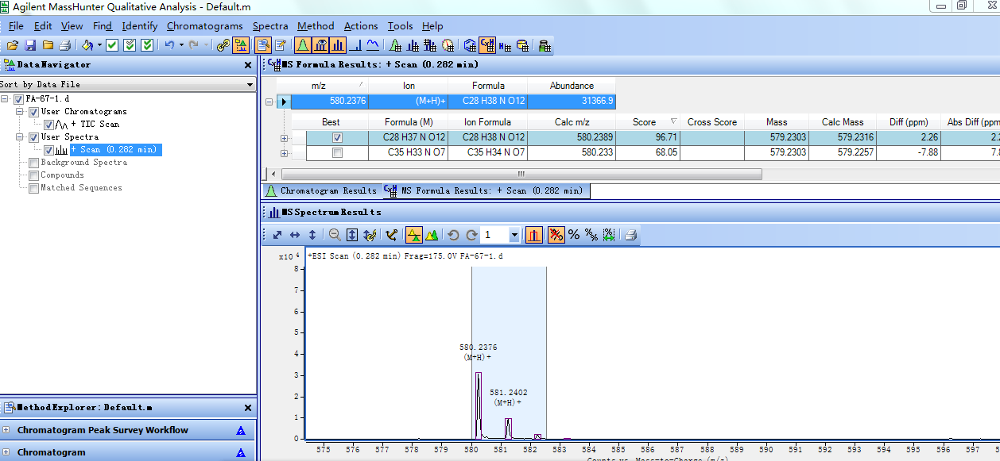 Agilent MassHunter Qualitative Analysis - Default.m
File Edit View Find Identify Chromatograms Spectra Method Actions Tools Help
Data Navigator
Sort by Data File
FA-67-1.d
User Chromatograms
+ TIC Scan
User Spectra
+ Scan (0.282 min)
Background Spectra
Compounds
Matched Sequences
Method Explorer: Default.m
Chromatogram Peak Survey Workflow
Chromatogram
MS Formula Results: + Scan (0.282 min)
m/z Ion Formula Abundance
580.2376 (M+H)+ C28 H38 N O12 31366.9
Best Formula (M) Ion Formula Calc m/z Score Cross Score Mass Calc Mass Diff (ppm) Abs Diff (ppm
C28 H37 N O12 C28 H38 N O12 580.2389 96.71 579.2303 579.2316 2.26 2.2
C35 H33 N O7 C35 H34 N O7 580.233 68.05 579.2303 579.2257 -7.88 7.8
Chromatogram Results MS Formula Results: + Scan (0.282 min)
MS Spectrum Results
1
x10 4
+ESI Scan (0.282 min) Frag=175.0V FA-67-1.d
8
7
6
5
4
3
2
1
0
580.2376
(M+H)+
581.2402
(M+H)+
575 576 577 578 579 580 581 582 583 584 585 586 587 588 589 590 591 592 593 594 595 596 597
Counts vs. Mass-to-Charge (m/z)